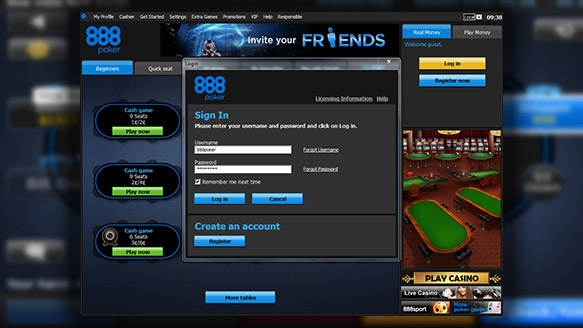 My Profile Cashier Get Started Settings Extra Games Promotions VIP Help Responsible
Local 09:38
888
poker
Invite your FRIENDS
Real Money Play Money
Welcome guest,
Log in
Register now
Beginners Quick seat
Cash game
9 Seats
1¢/2¢
Play now
Cash game
9 Seats
2¢/4¢
Play now
Cash game
6 Seats
3¢/6¢
Play now
More tables
Login X
888
poker
Licensing Information Help
Sign In
Please enter your username and password and click on Log in.
Username
888poker
Forgot Username
Password
********
Forgot Password
Remember me next time
Log in Cancel
Create an account
Register
PLAY CASINO
Live Casino
888sport
More
poker games